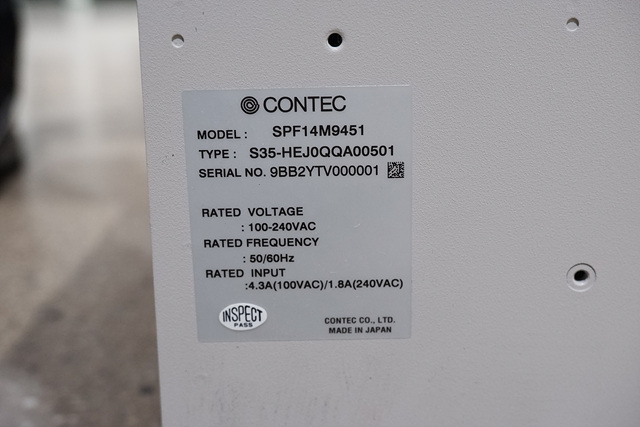 CONTEC
MODEL : SPF14M9451
TYPE : S35-HEJ0QQA00501
SERIAL NO. 9BB2YTV000001
RATED VOLTAGE
: 100-240VAC
RATED FREQUENCY
: 50/60Hz
RATED INPUT
:4.3A(100VAC)/1.8A(240VAC)
INSPECT
PASS
CONTEC CO., LTD.
MADE IN JAPAN